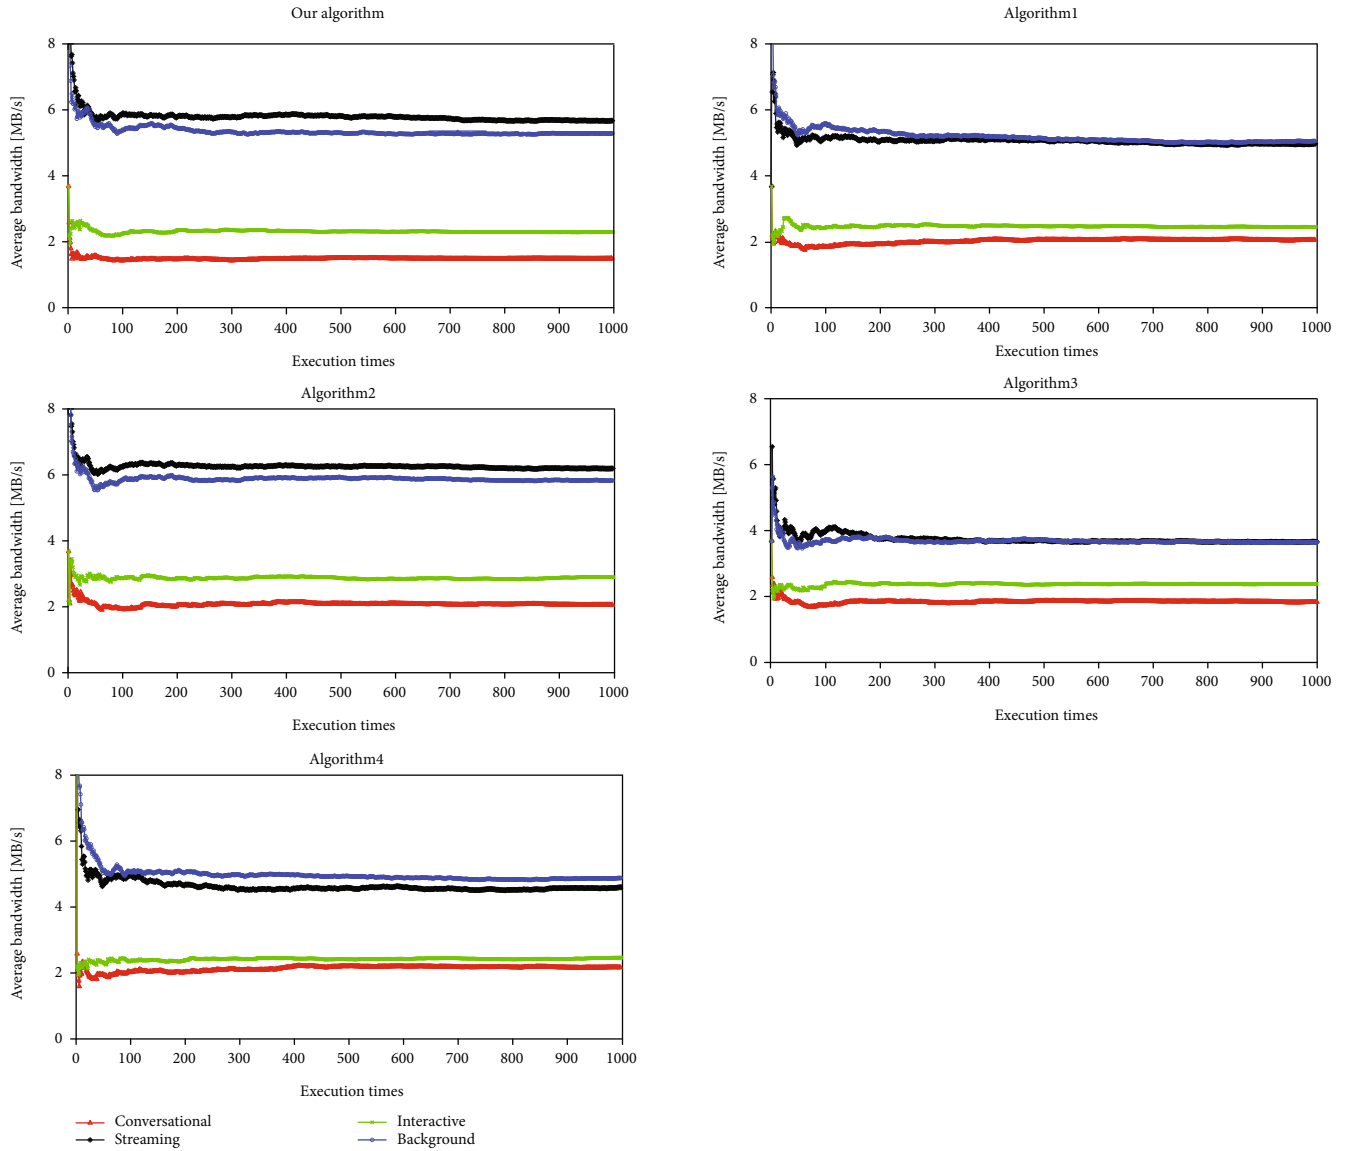 Our algorithm
Average bandwidth [MB/s]
8
6
4
2
0
0 100 200 300 400 500 600 700 800 900 1000
Execution times
Algorithm1
Average bandwidth [MB/s]
8
6
4
2
0
0 100 200 300 400 500 600 700 800 900 1000
Execution times
Algorithm2
Average bandwidth [MB/s]
8
6
4
2
0
0 100 200 300 400 500 600 700 800 900 1000
Execution times
Algorithm3
Average bandwidth [MB/s]
8
6
4
2
0
0 100 200 300 400 500 600 700 800 900 1000
Execution times
Algorithm4
Average bandwidth [MB/s]
8
6
4
2
0
0 100 200 300 400 500 600 700 800 900 1000
Execution times
Conversational
Streaming
Interactive
Background